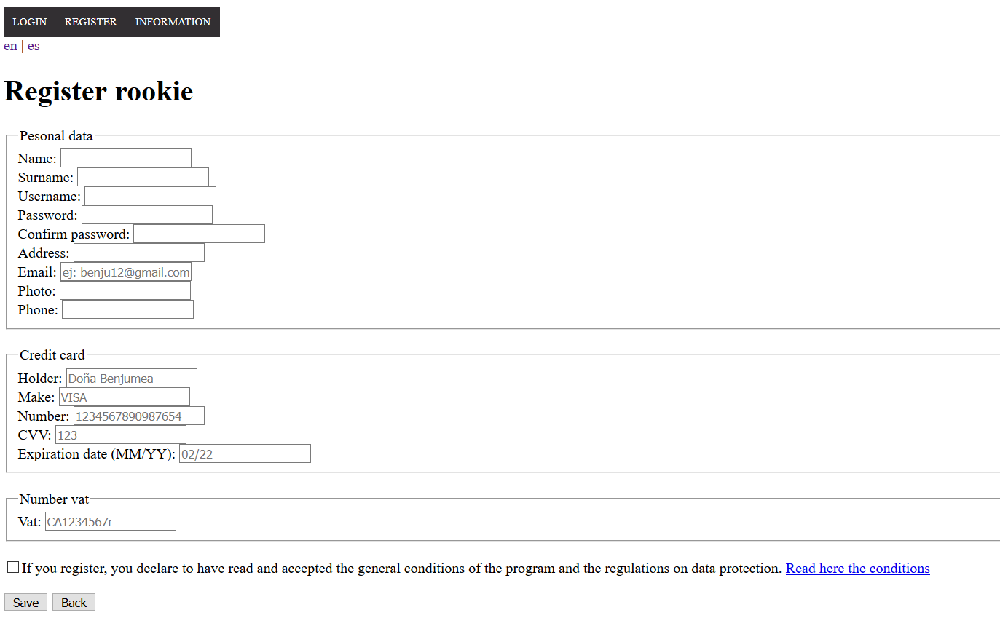 LOGIN REGISTER INFORMATION
en | es
Register rookie
Pesonal data
Name:
Surname:
Username:
Password:
Confirm password:
Address:
Email: ej: benju12@gmail.com
Photo:
Phone:
Credit card
Holder: Doña Benjumea
Make: VISA
Number: 1234567890987654
CVV: 123
Expiration date (MM/YY): 02/22
Number vat
Vat: CA1234567r
If you register, you declare to have read and accepted the general conditions of the program and the regulations on data protection. Read here the conditions
Save Back